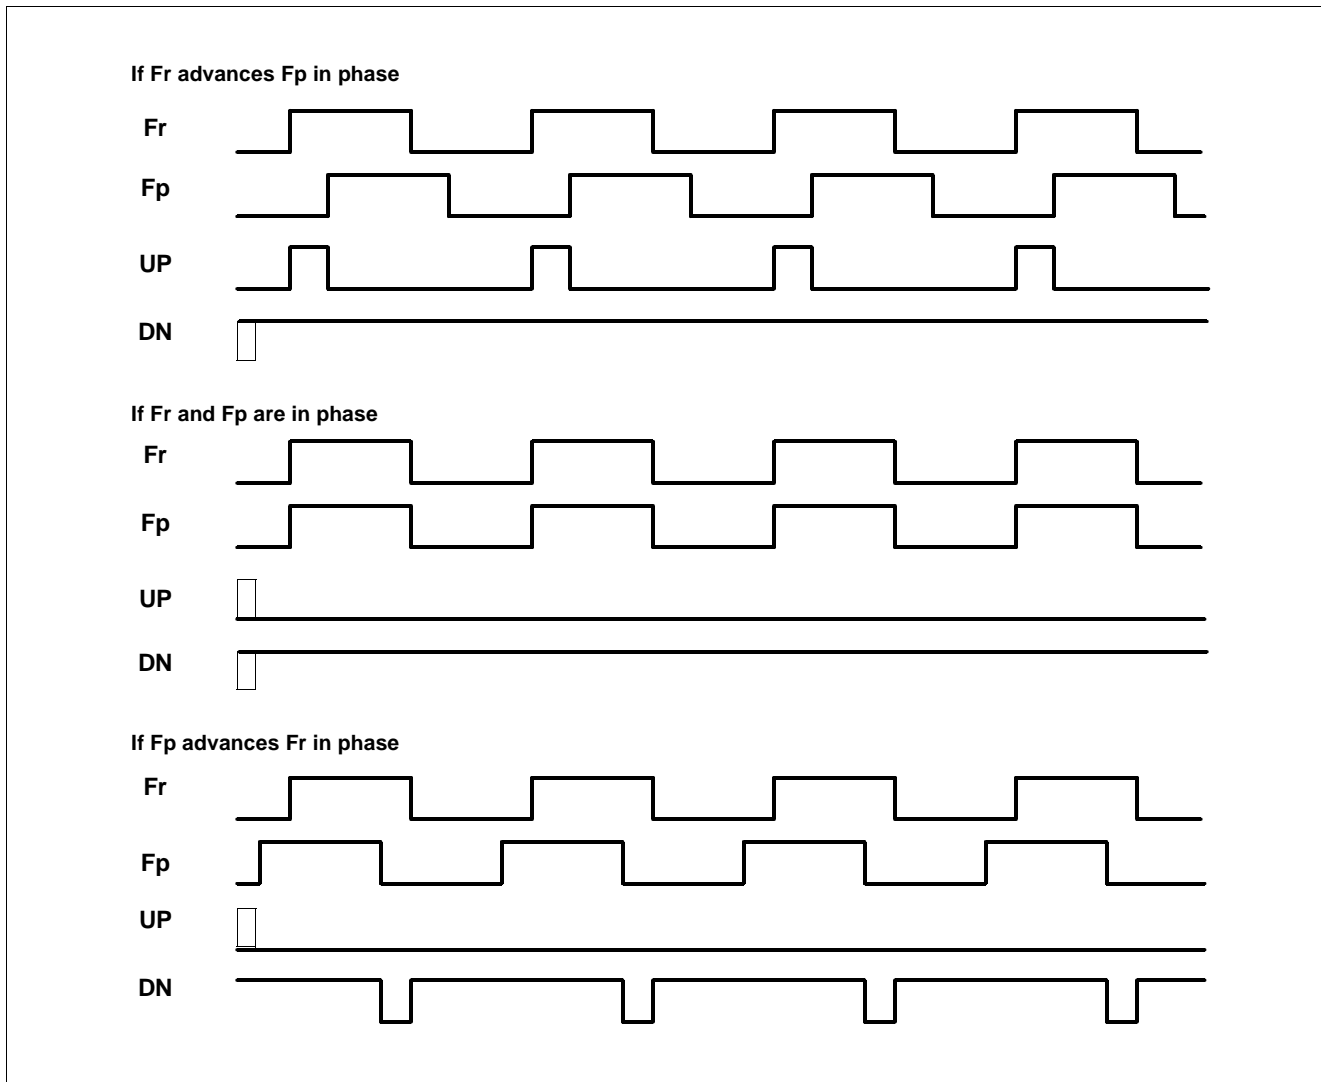 If Fr advances Fp in phase
Fr
Fp
UP
DN
If Fr and Fp are in phase
Fr
Fp
UP
DN
If Fp advances Fr in phase
Fr
Fp
UP
DN